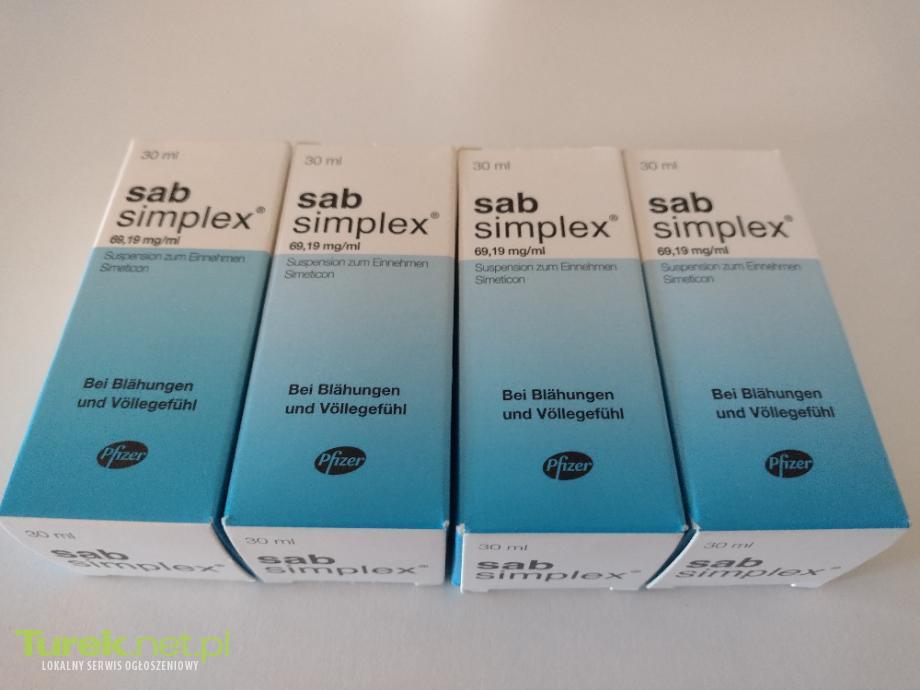 30 ml
sab
simplex®
69,19 mg/ml
Suspension zum Einnehmen
Simeticon
Bei Blähungen
und Völlegefühl
Pfizer
30 ml
sab
simplex
30 ml
sab
simplex®
69,19 mg/ml
Suspension zum Einnehmen
Simeticon
Bei Blähungen
und Völlegefühl
Pfizer
30 ml
sab
simplex®
30 ml
sab
simplex®
69,19 mg/ml
Suspension zum Einnehmen
Simeticon
Bei Blähungen
und Völlegefühl
Pfizer
30 ml
sab
simplex®
30 ml
sab
simplex®
69,19 mg/ml
Suspension zum Einnehmen
Simeticon
Bei Blähungen
und Völlegefühl
Pfizer
30 ml
sab
simplex®
Turek.net.pl
LOKALNY SERWIS OGŁOSZENIOWY